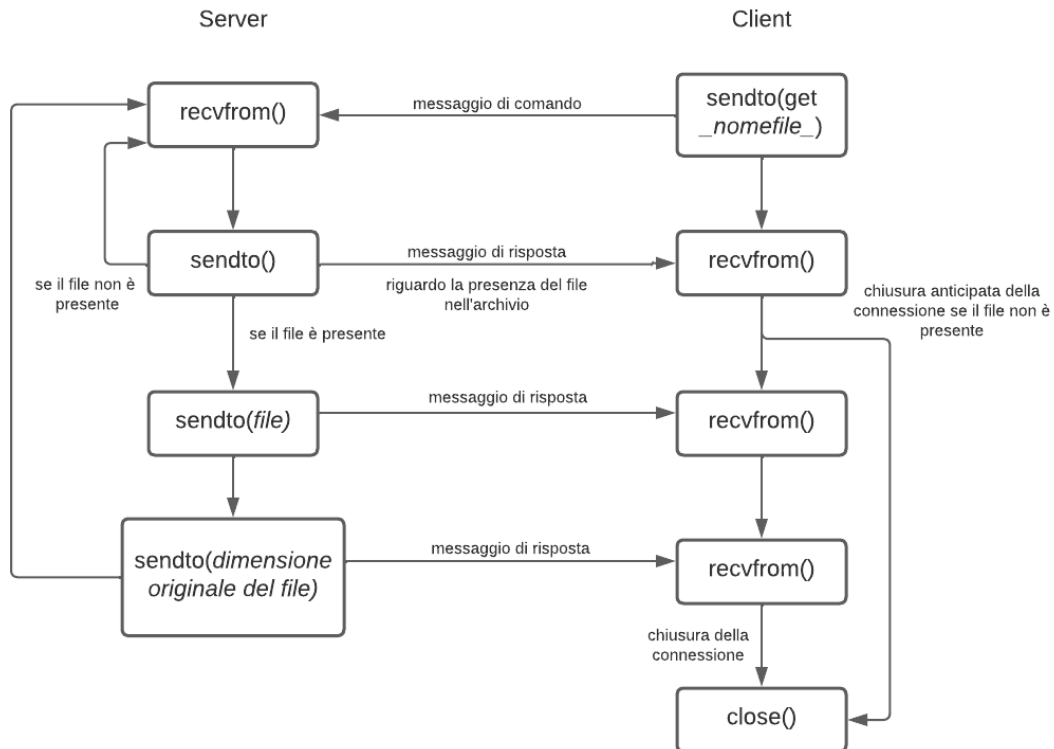 Server
Client
recvfrom()
messaggio di comando
sendto(get
_nomefile_)
sendto()
messaggio di risposta
riguardo la presenza del file
nell'archivio
recvfrom()
se il file non è
presente
chiusura anticipata della
connessione se il file non è
presente
se il file è presente
sendto(file)
messaggio di risposta
recvfrom()
sendto(dimensione
originale del file)
messaggio di risposta
recvfrom()
chiusura della
connessione
close()